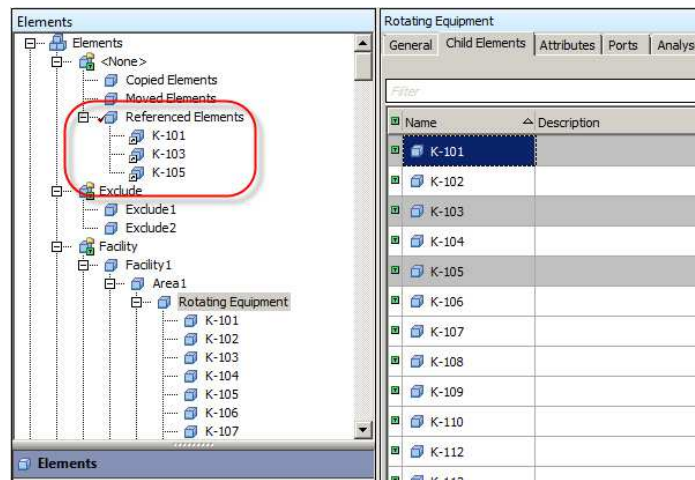 Elements
Elements
<None>
Copied Elements
Moved Elements
Referenced Elements
K-101
K-103
K-105
Exclude
Exclude1
Exclude2
Facility
Facility1
Area1
Rotating Equipment
K-101
K-102
K-103
K-104
K-105
K-106
K-107
Elements
Rotating Equipment
General Child Elements Attributes Ports Analys
Filter
Name Description
K-101
K-102
K-103
K-104
K-105
K-106
K-107
K-108
K-109
K-110
K-112